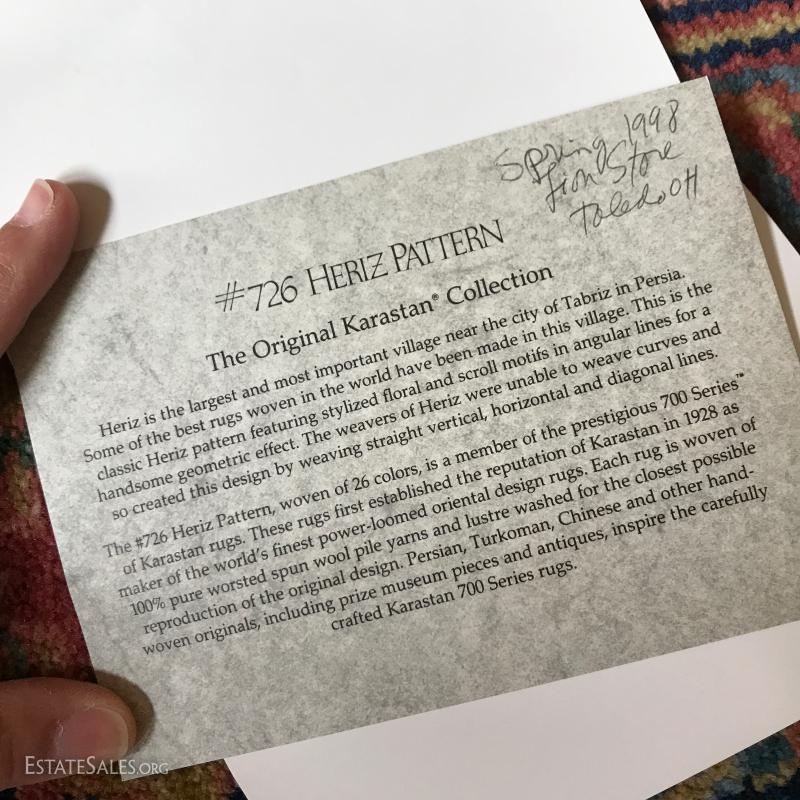 Spring 1998
Lion Store
Toledo OH
#726 HERIZ PATTERN
The Original Karastan® Collection
Heriz is the largest and most important village near the city of Tabriz in Persia.
Some of the best rugs woven in the world have been made in this village. This is the
classic Heriz pattern featuring stylized floral and scroll motifs in angular lines for a
handsome geometric effect. The weavers of Heriz were unable to weave curves and
so created this design by weaving straight vertical, horizontal and diagonal lines.
The #726 Heriz Pattern, woven of 26 colors, is a member of the prestigious 700 Series™
of Karastan rugs. These rugs first established the reputation of Karastan in 1928 as
maker of the world's finest power-loomed oriental design rugs. Each rug is woven of
100% pure worsted spun wool pile yarns and lustre washed for the closest possible
reproduction of the original design. Persian, Turkoman, Chinese and other hand-
woven originals, including prize museum pieces and antiques, inspire the carefully
crafted Karastan 700 Series rugs.
ESTATESALES.ORG